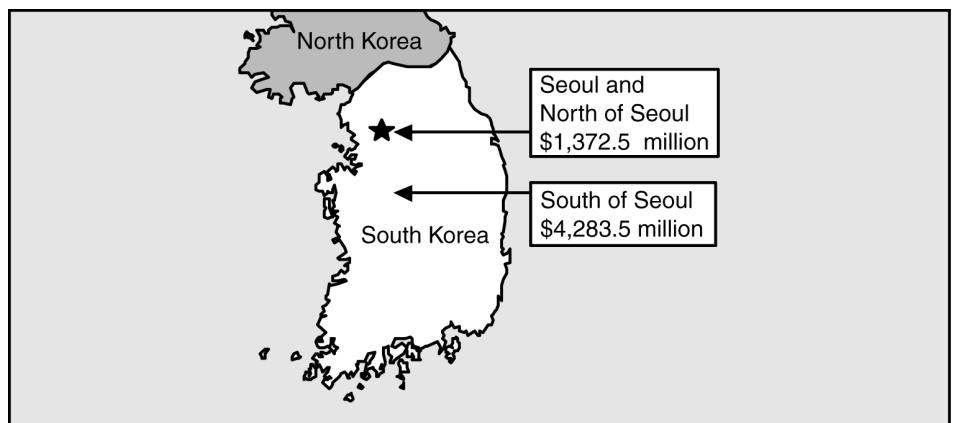 North Korea
Seoul and
North of Seoul
$1,372.5 million
South of Seoul
$4,283.5 million
South Korea